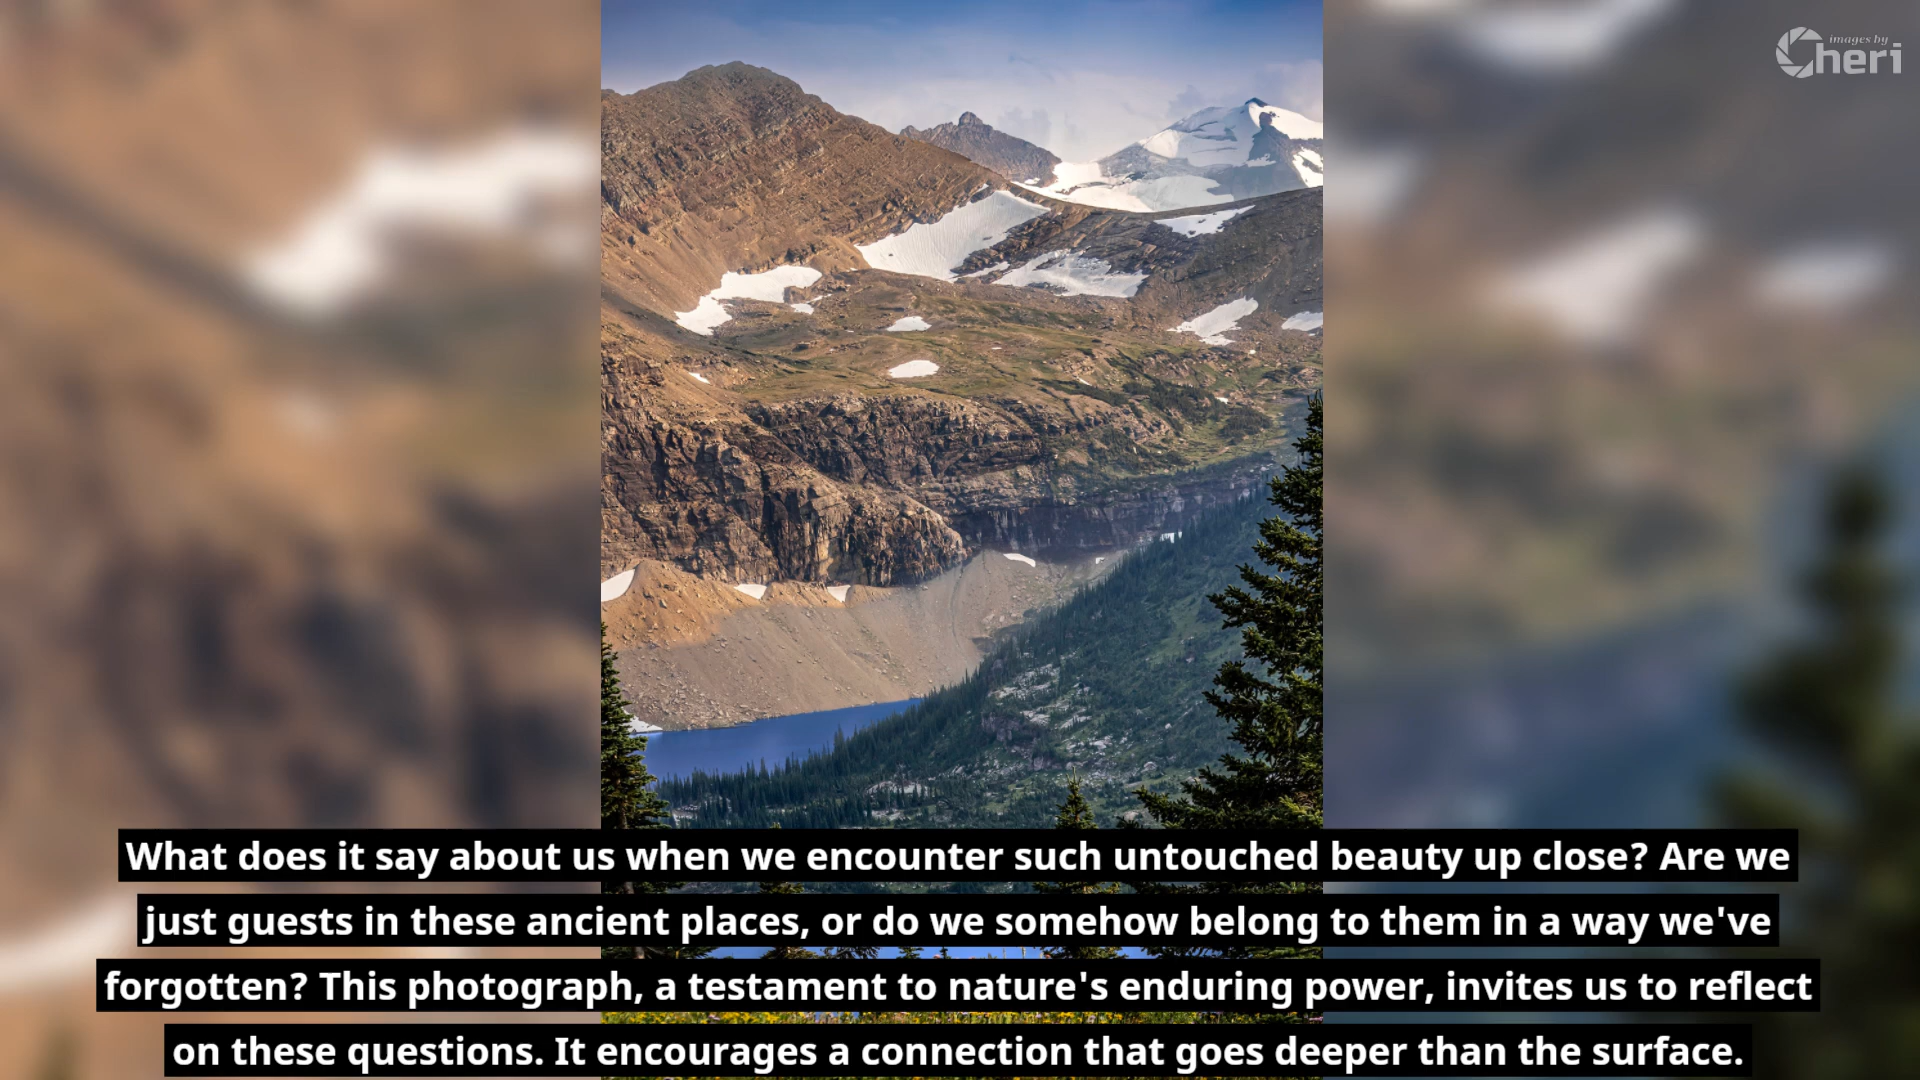 images by
Cheri
What does it say about us when we encounter such untouched beauty up close? Are we
just guests in these ancient places, or do we somehow belong to them in a way we've
forgotten? This photograph, a testament to nature's enduring power, invites us to reflect
on these questions. It encourages a connection that goes deeper than the surface.